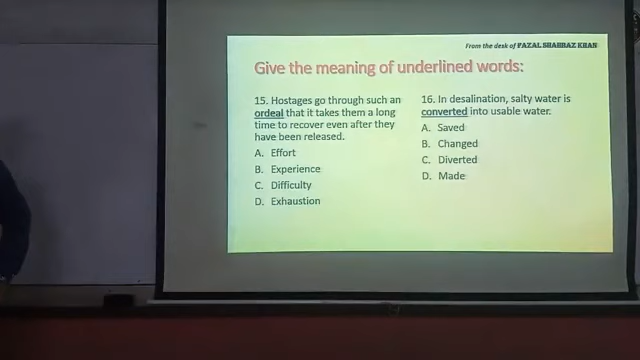 From the desk of FAZAL SHAHBAZ KHAN
Give the meaning of underlined words:
15. Hostages go through such an
ordeal that it takes them a long
time to recover even after they
have been released.
A. Effort
B. Experience
C. Difficulty
D. Exhaustion
16. In desalination, salty water is
converted into usable water.
A. Saved
B. Changed
C. Diverted
D. Made